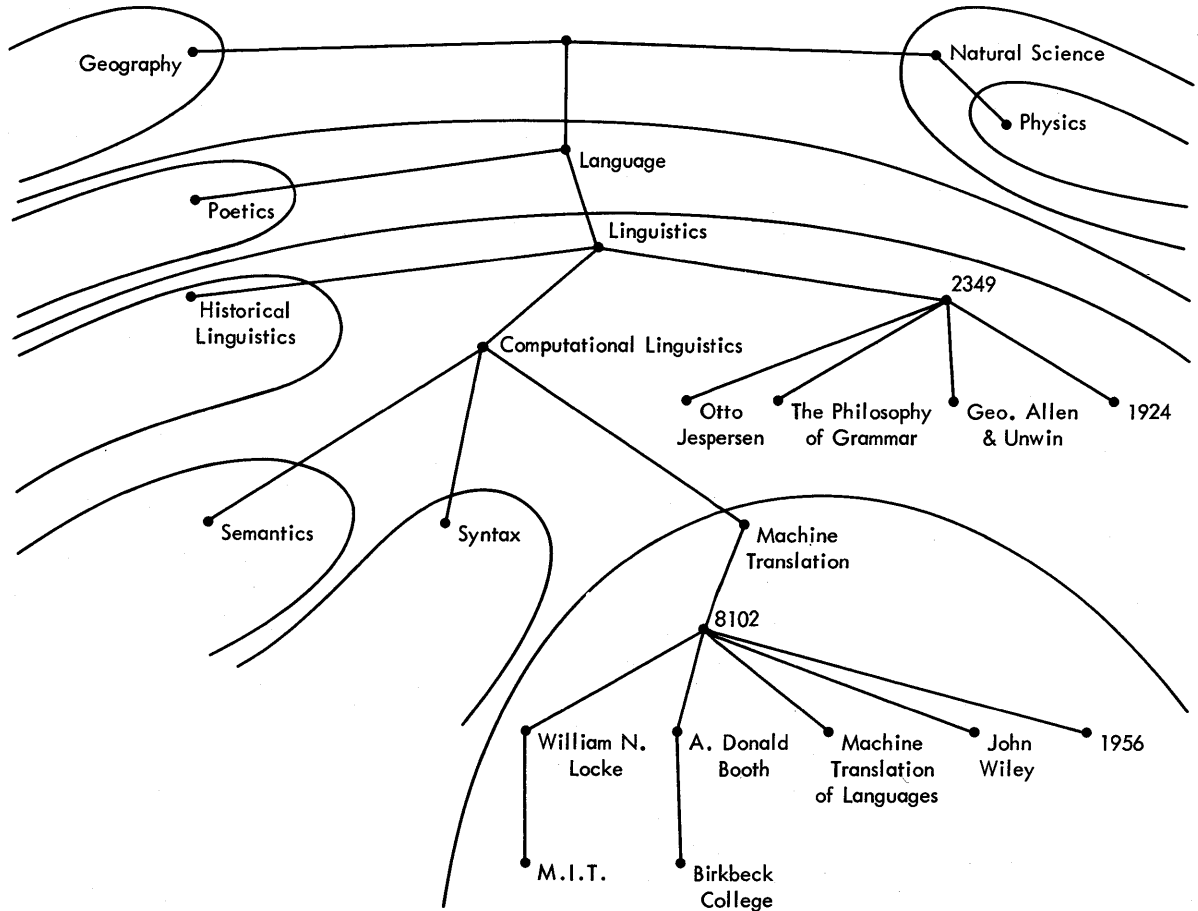 Geography
Natural Science
Physics
Language
Poetics
Linguistics
Historical
Linguistics
2349
Computational Linguistics
Otto
Jespersen
The Philosophy
of Grammar
Geo. Allen
& Unwin
1924
Semantics
Syntax
Machine
Translation
8102
William N.
Locke
A. Donald
Booth
Machine
Translation
of Languages
John
Wiley
1956
M.I.T.
Birkbeck
College